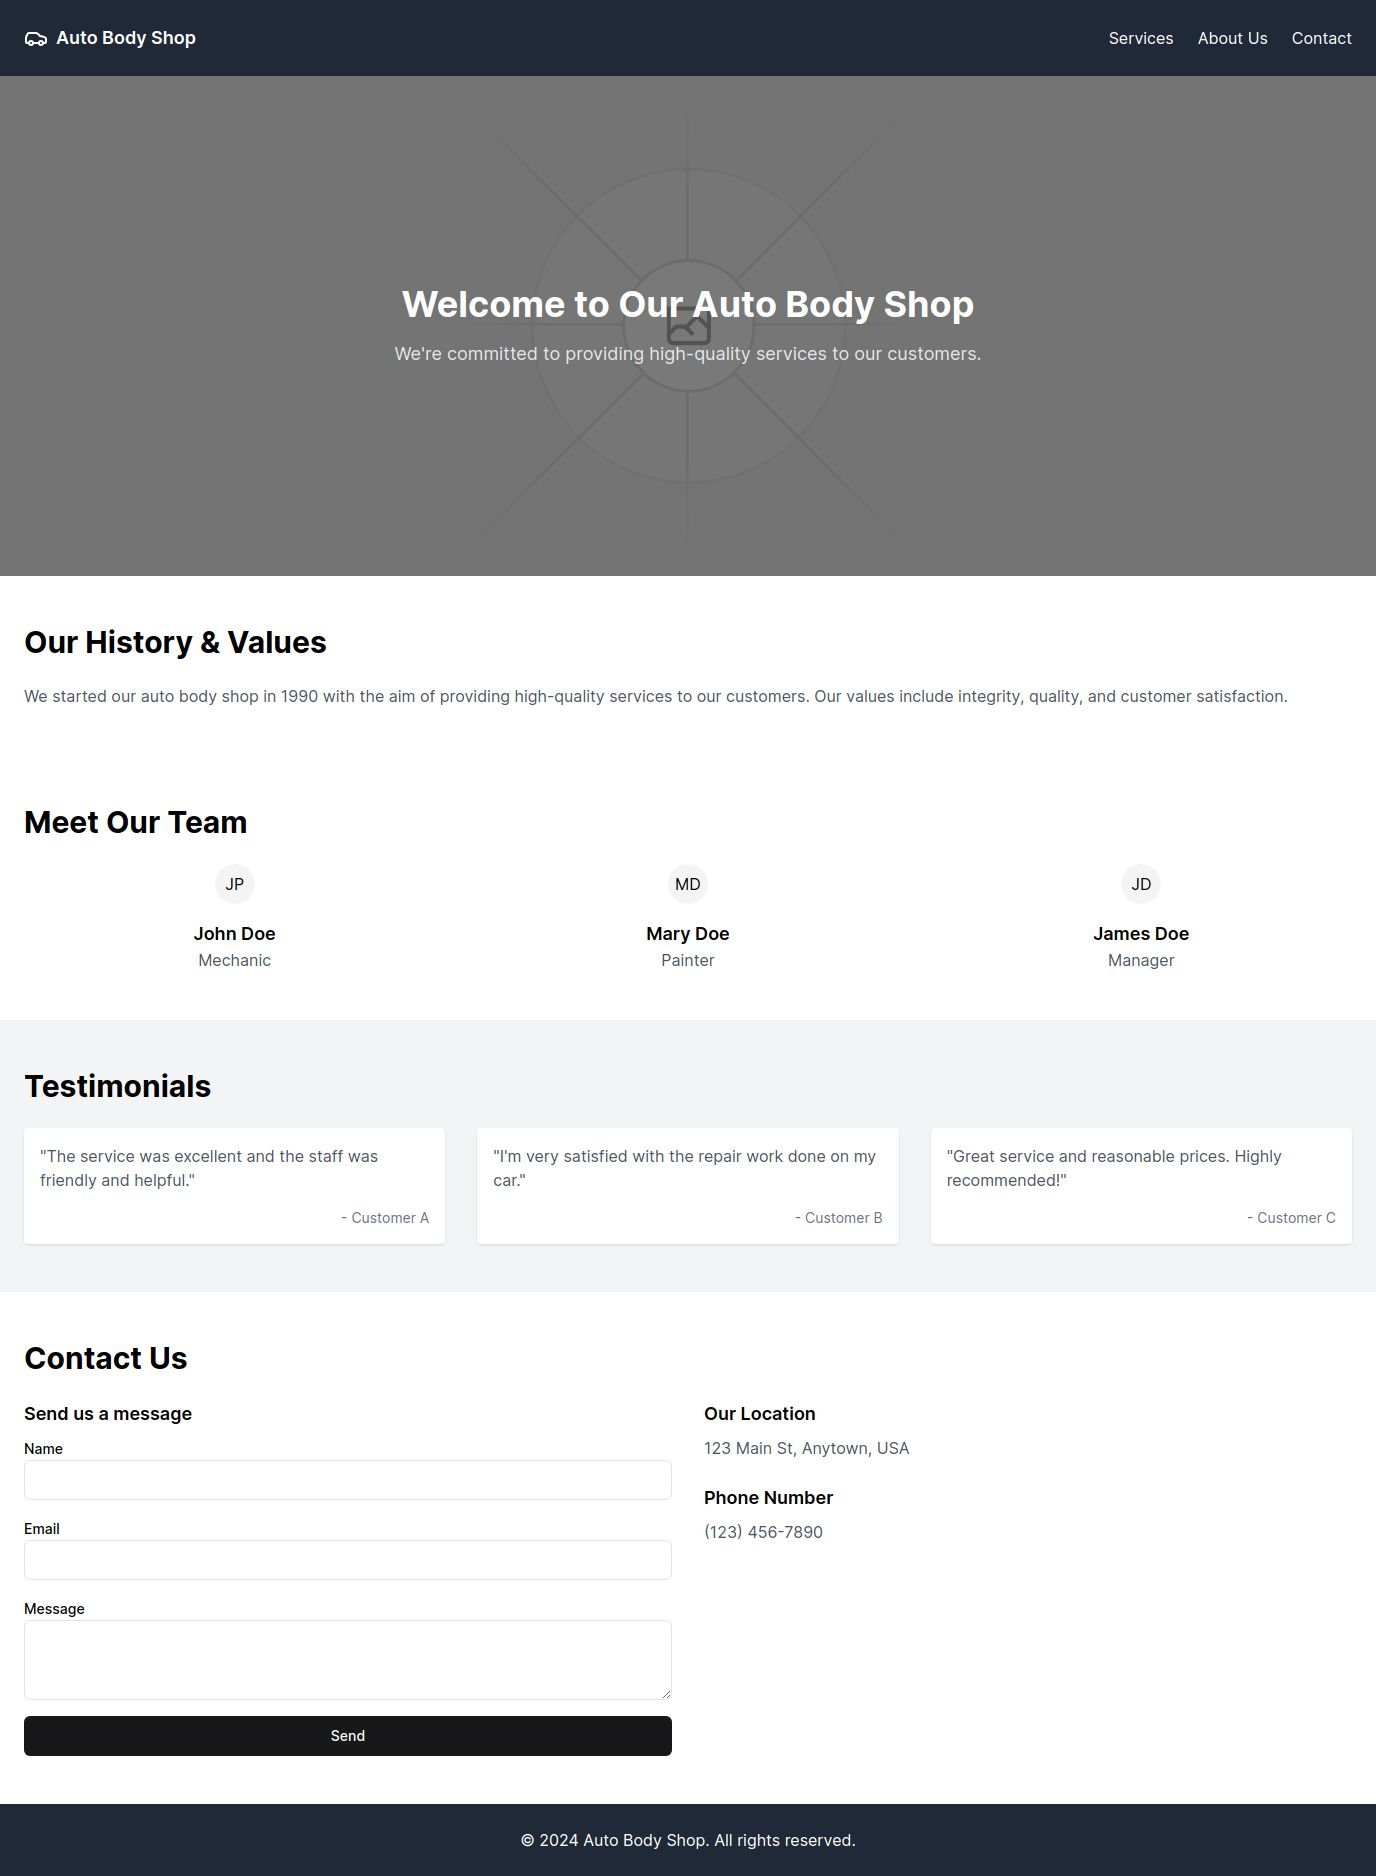 Auto Body Shop
Services About Us Contact
Welcome to Our Auto Body Shop
We're committed to providing high-quality services to our customers.
Our History & Values
We started our auto body shop in 1990 with the aim of providing high-quality services to our customers. Our values include integrity, quality, and customer satisfaction.
Meet Our Team
JP
John Doe
Mechanic
MD
Mary Doe
Painter
JD
James Doe
Manager
Testimonials
"The service was excellent and the staff was
friendly and helpful."
- Customer A
"I'm very satisfied with the repair work done on my
car."
- Customer B
"Great service and reasonable prices. Highly
recommended!"
- Customer C
Contact Us
Send us a message
Name
Email
Message
Send
Our Location
123 Main St, Anytown, USA
Phone Number
(123) 456-7890
© 2024 Auto Body Shop. All rights reserved.